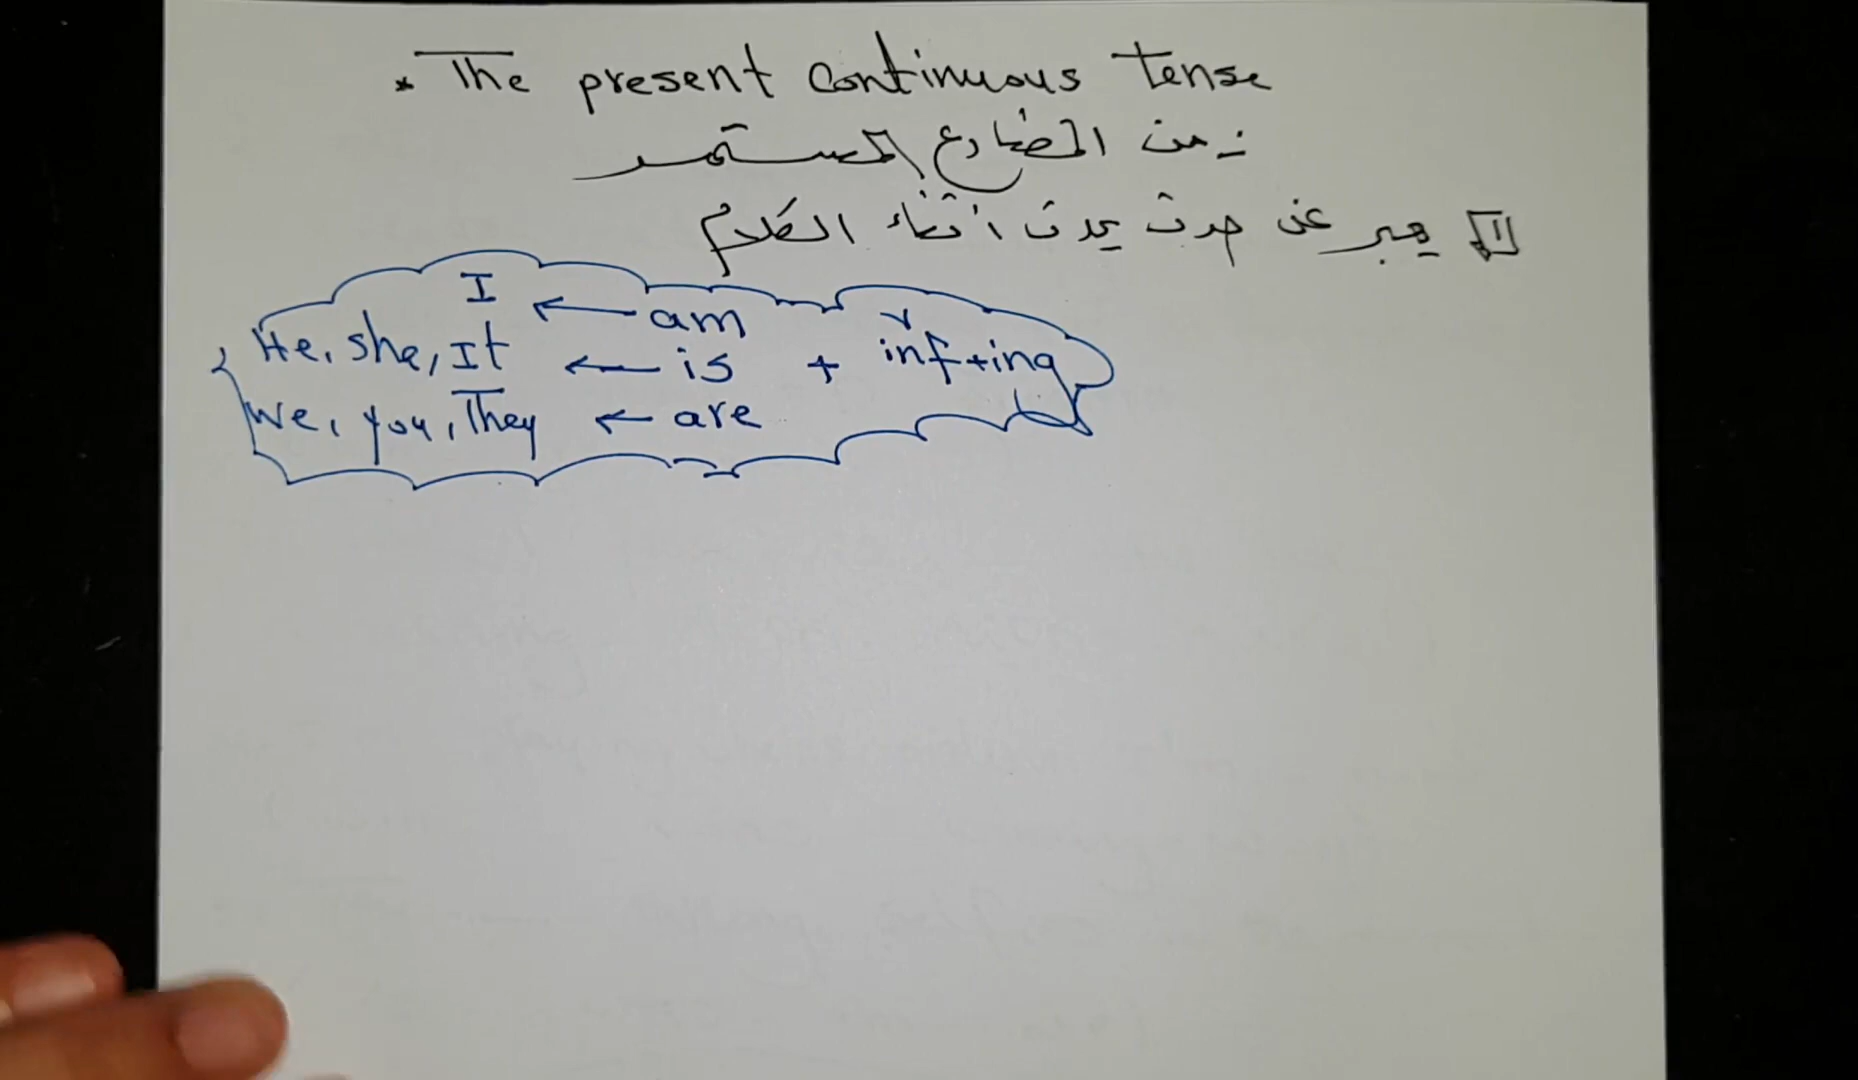 * The present continuous Tense
زمن المضارع المستمر
[1] يعبر عن حدث يحدث أثناء الكلام
I ← am
He, she, It ← is + v inf+ing
We, you, They ← are